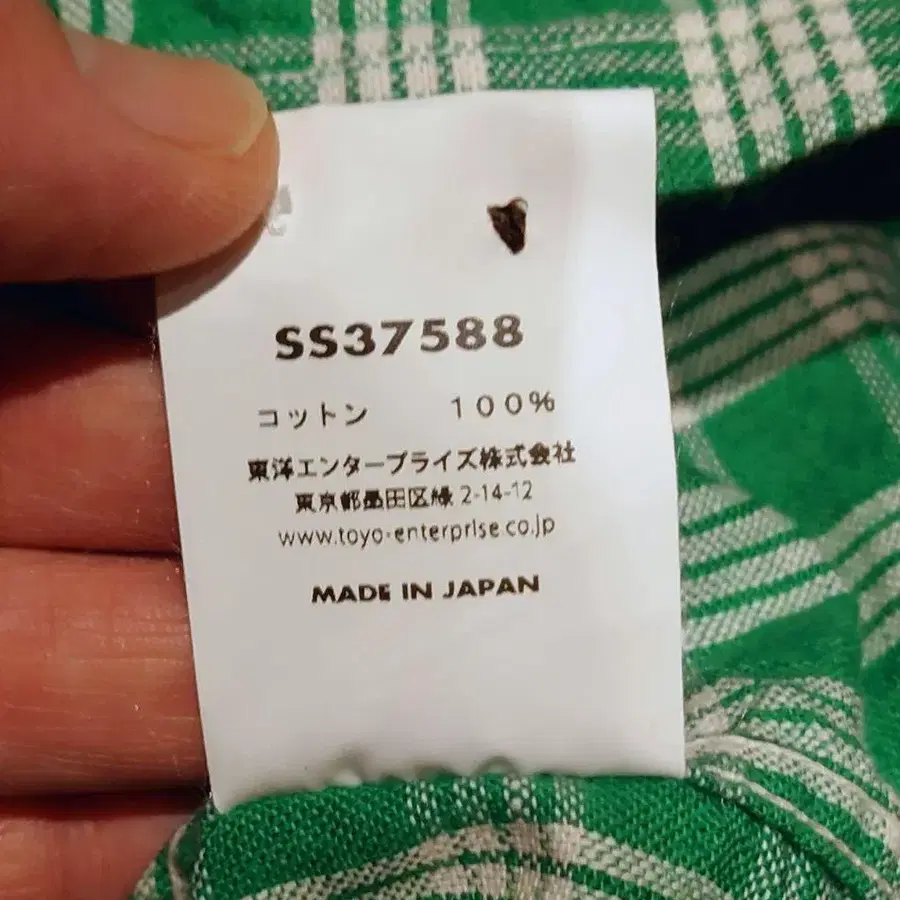 SS37588
コットン 100%
東洋エンタープライズ株式会社
東京都墨田区緑 2-14-12
www.toyo-enterprise.co.jp
MADE IN JAPAN